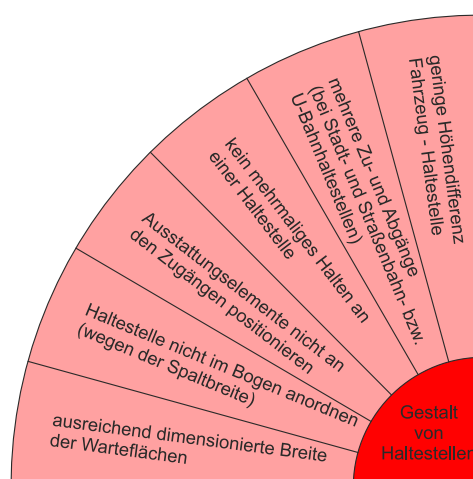 geringe Höhendifferenz
Fahrzeug - Haltestelle
mehrere Zu- und Abgänge
(bei Stadt- und Straßenbahn- bzw.
U-Bahnhaltestellen)
kein mehrmaliges Halten an
einer Haltestelle
Ausstattungselemente nicht an
den Zugängen positionieren
Haltestelle nicht im Bogen anordnen
(wegen der Spaltbreite)
ausreichend dimensionierte Breite
der Warteflächen
Gestalt
von
Haltestellen